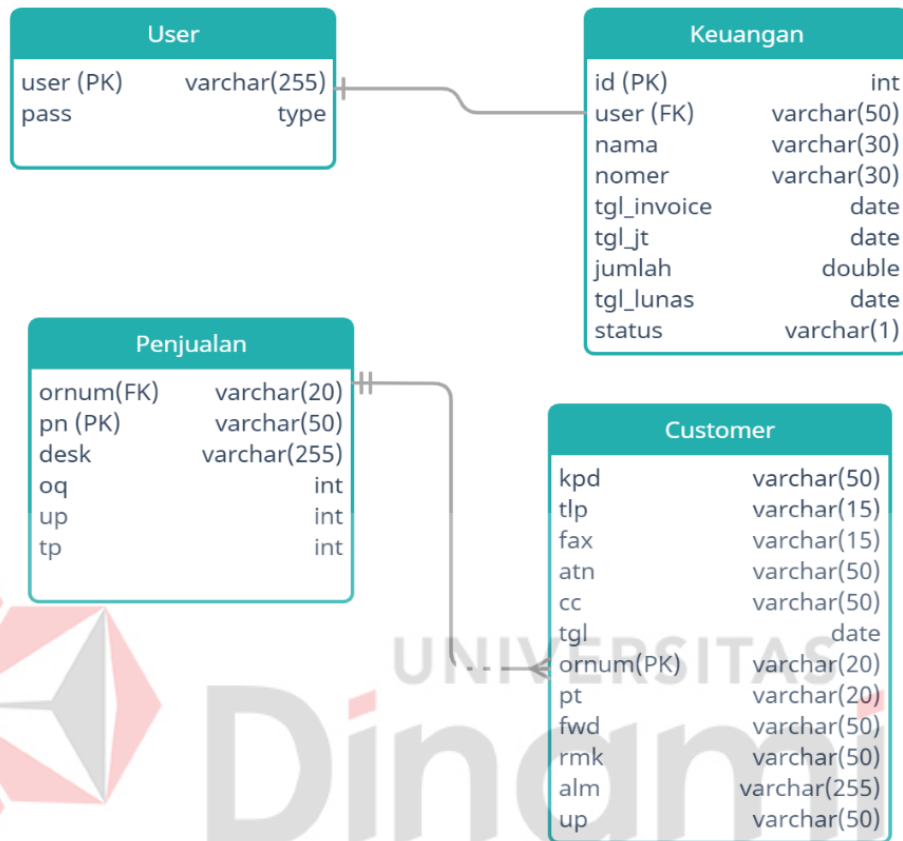 User
user (PK) varchar(255)
pass type
Keuangan
id (PK) int
user (FK) varchar(50)
nama varchar(30)
nomer varchar(30)
tgl_invoice date
tgl_jt date
jumlah double
tgl_lunas date
status varchar(1)
Penjualan
ornum(FK) varchar(20)
pn (PK) varchar(50)
desk varchar(255)
oq int
up int
tp int
Customer
kpd varchar(50)
tlp varchar(15)
fax varchar(15)
atn varchar(50)
cc varchar(50)
tgl date
ornum(PK) varchar(20)
pt varchar(20)
fwd varchar(50)
rmk varchar(50)
alm varchar(255)
up varchar(50)
UNIVERSITAS
Dinami